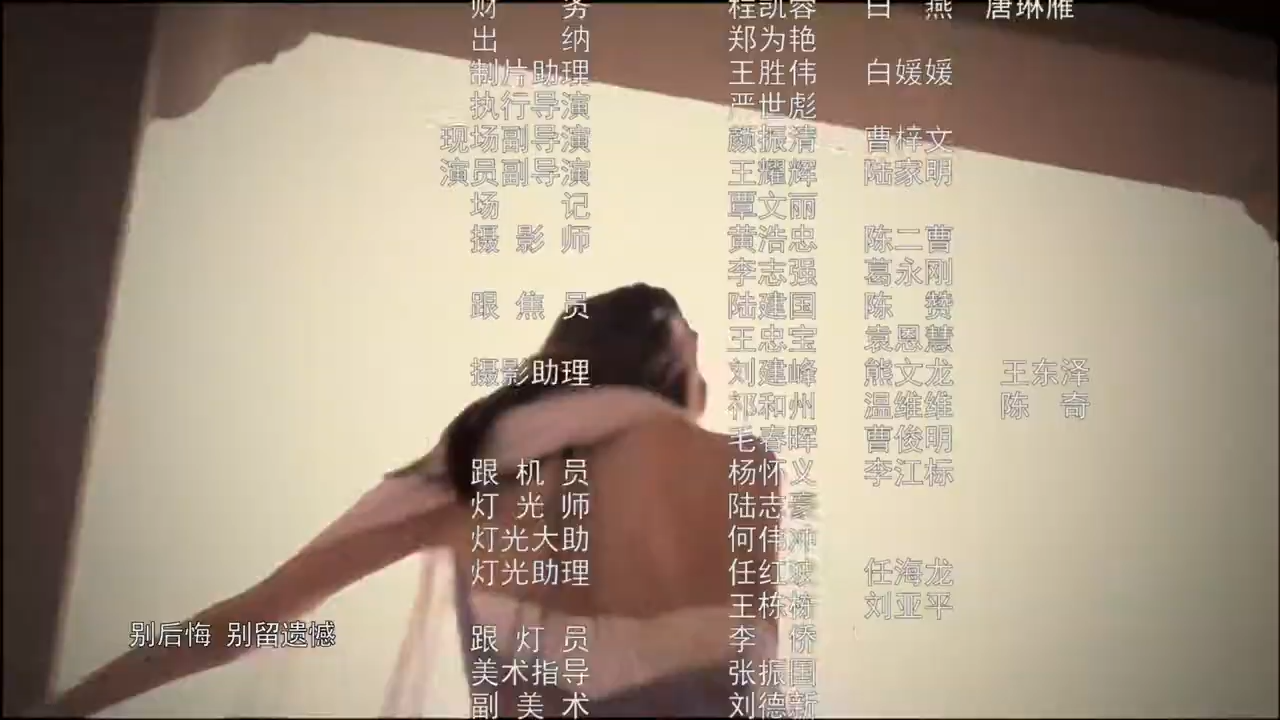 财 务 程凯蓉 白 燕 唐琳雁
出 纳 郑为艳
制片助理 王胜伟 白媛媛
执行导演 严世彪
现场副导演 颜振清 曹梓文
演员副导演 王耀辉 陆家明
场 记 覃文丽
摄 影 师 黄浩忠 陈二曹
李志强 葛永刚
跟 焦 员 陆建国 陈 赞
王忠宝 袁恩慧
摄影助理 刘建峰 熊文龙 王东泽
祁和州 温维维 陈 奇
毛春晖 曹俊明
跟 机 员 杨怀义 李江标
灯 光 师 陆志豪
灯光大助 何伟冲
灯光助理 任红波 任海龙
王栋栋 刘亚平
别后悔 别留遗憾
跟 灯 员 李 侨
美术指导 张振国
副 美 术 刘德新